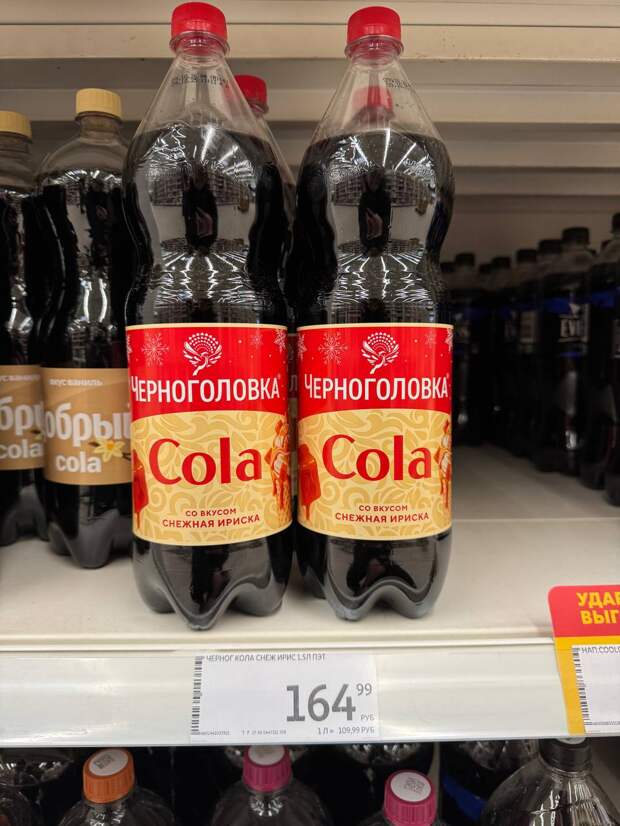 ЧЕРНОГОЛОВКА
Cola
СО ВКУСОМ
СНЕЖНАЯ ИРИСКА
ЧЕРНОГОЛОВКА
Cola
СО ВКУСОМ
СНЕЖНАЯ ИРИСКА
вкус ваниль
обрый
cola
cola
ЧЕРНОГ КОЛА СНЕЖ ИРИС 1.5Л ПЭТ
164 99
РУБ
1 Л = 109,99 РУБ
УДАР
ВЫГ
НАП.COOL